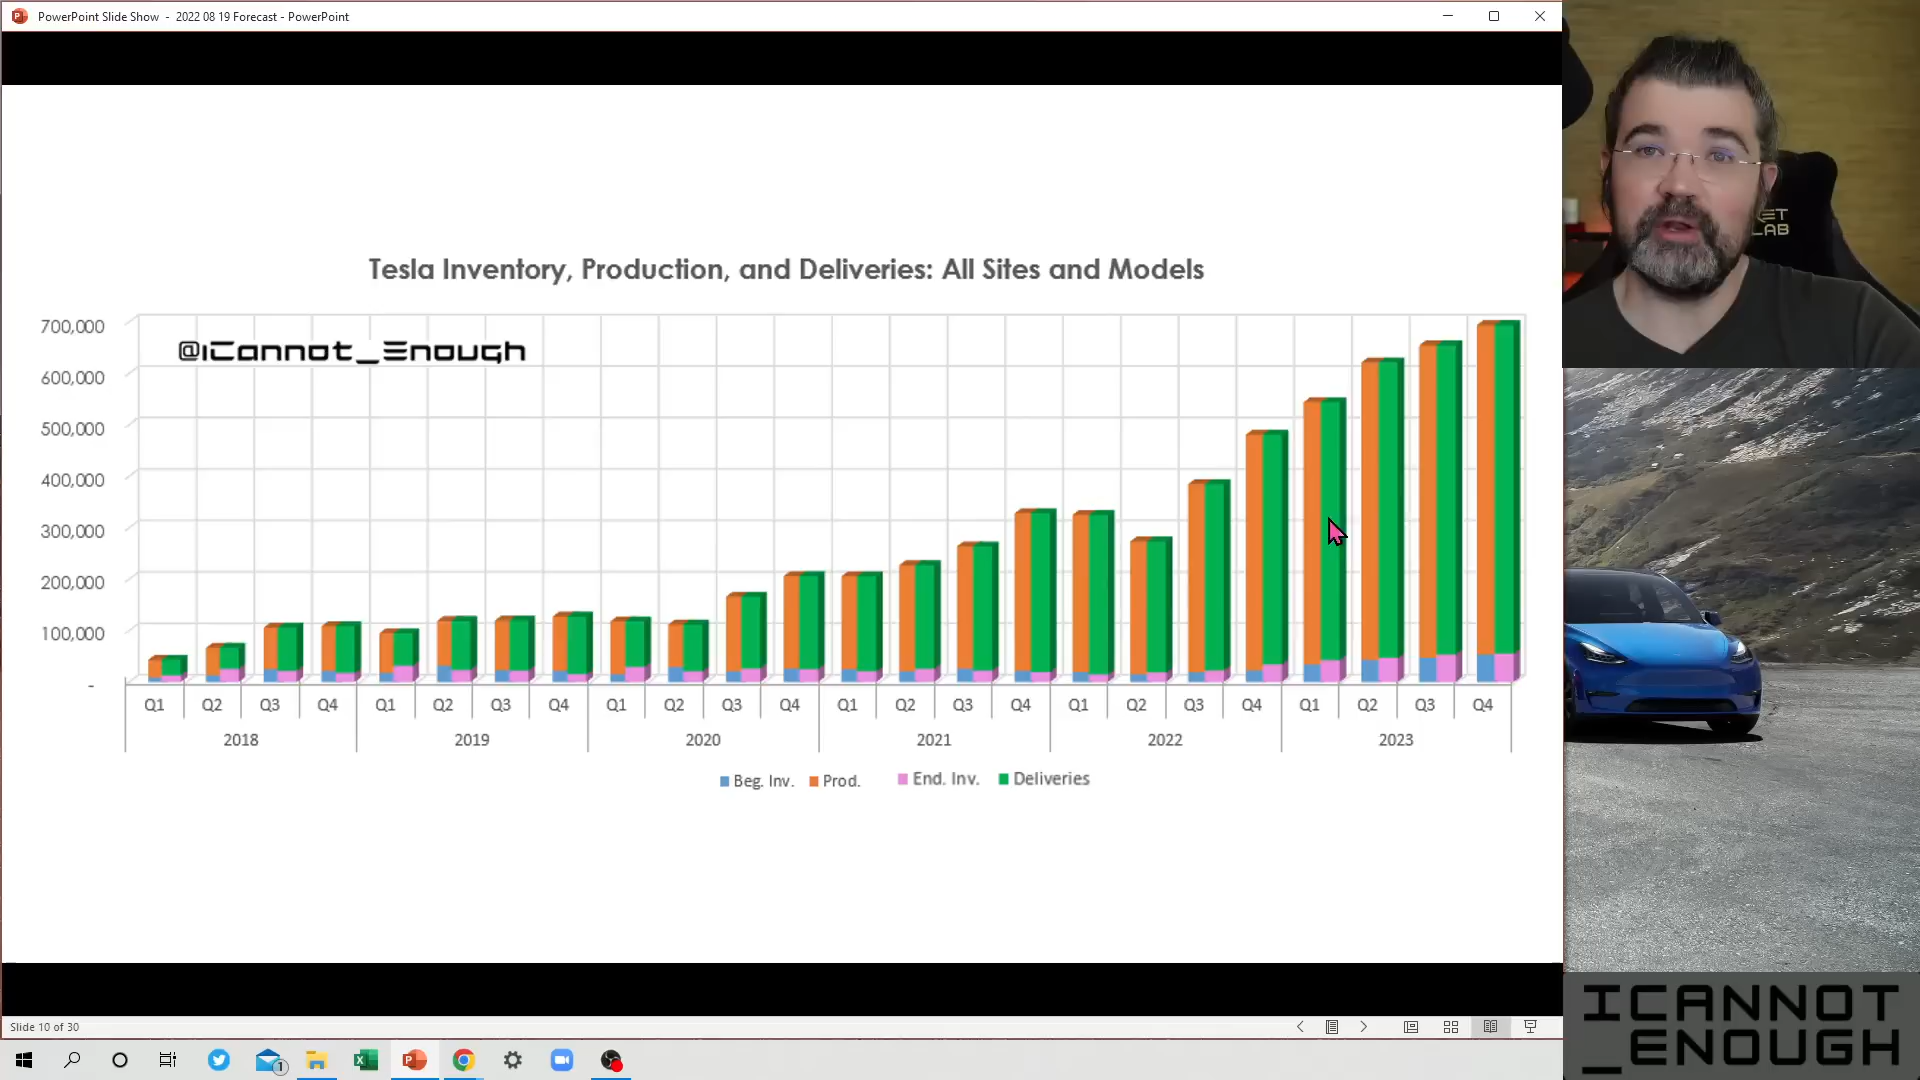 PowerPoint Slide Show - 2022 08 19 Forecast - PowerPoint
Tesla Inventory, Production, and Deliveries: All Sites and Models
@iCannot_Enough
700,000
600,000
500,000
400,000
300,000
200,000
100,000
-
Q1 Q2 Q3 Q4 Q1 Q2 Q3 Q4 Q1 Q2 Q3 Q4 Q1 Q2 Q3 Q4 Q1 Q2 Q3 Q4 Q1 Q2 Q3 Q4
2018 2019 2020 2021 2022 2023
Beg. Inv. Prod. End. Inv. Deliveries
LAB
ICANNOT
_ENOUGH
Slide 10 of 30
1